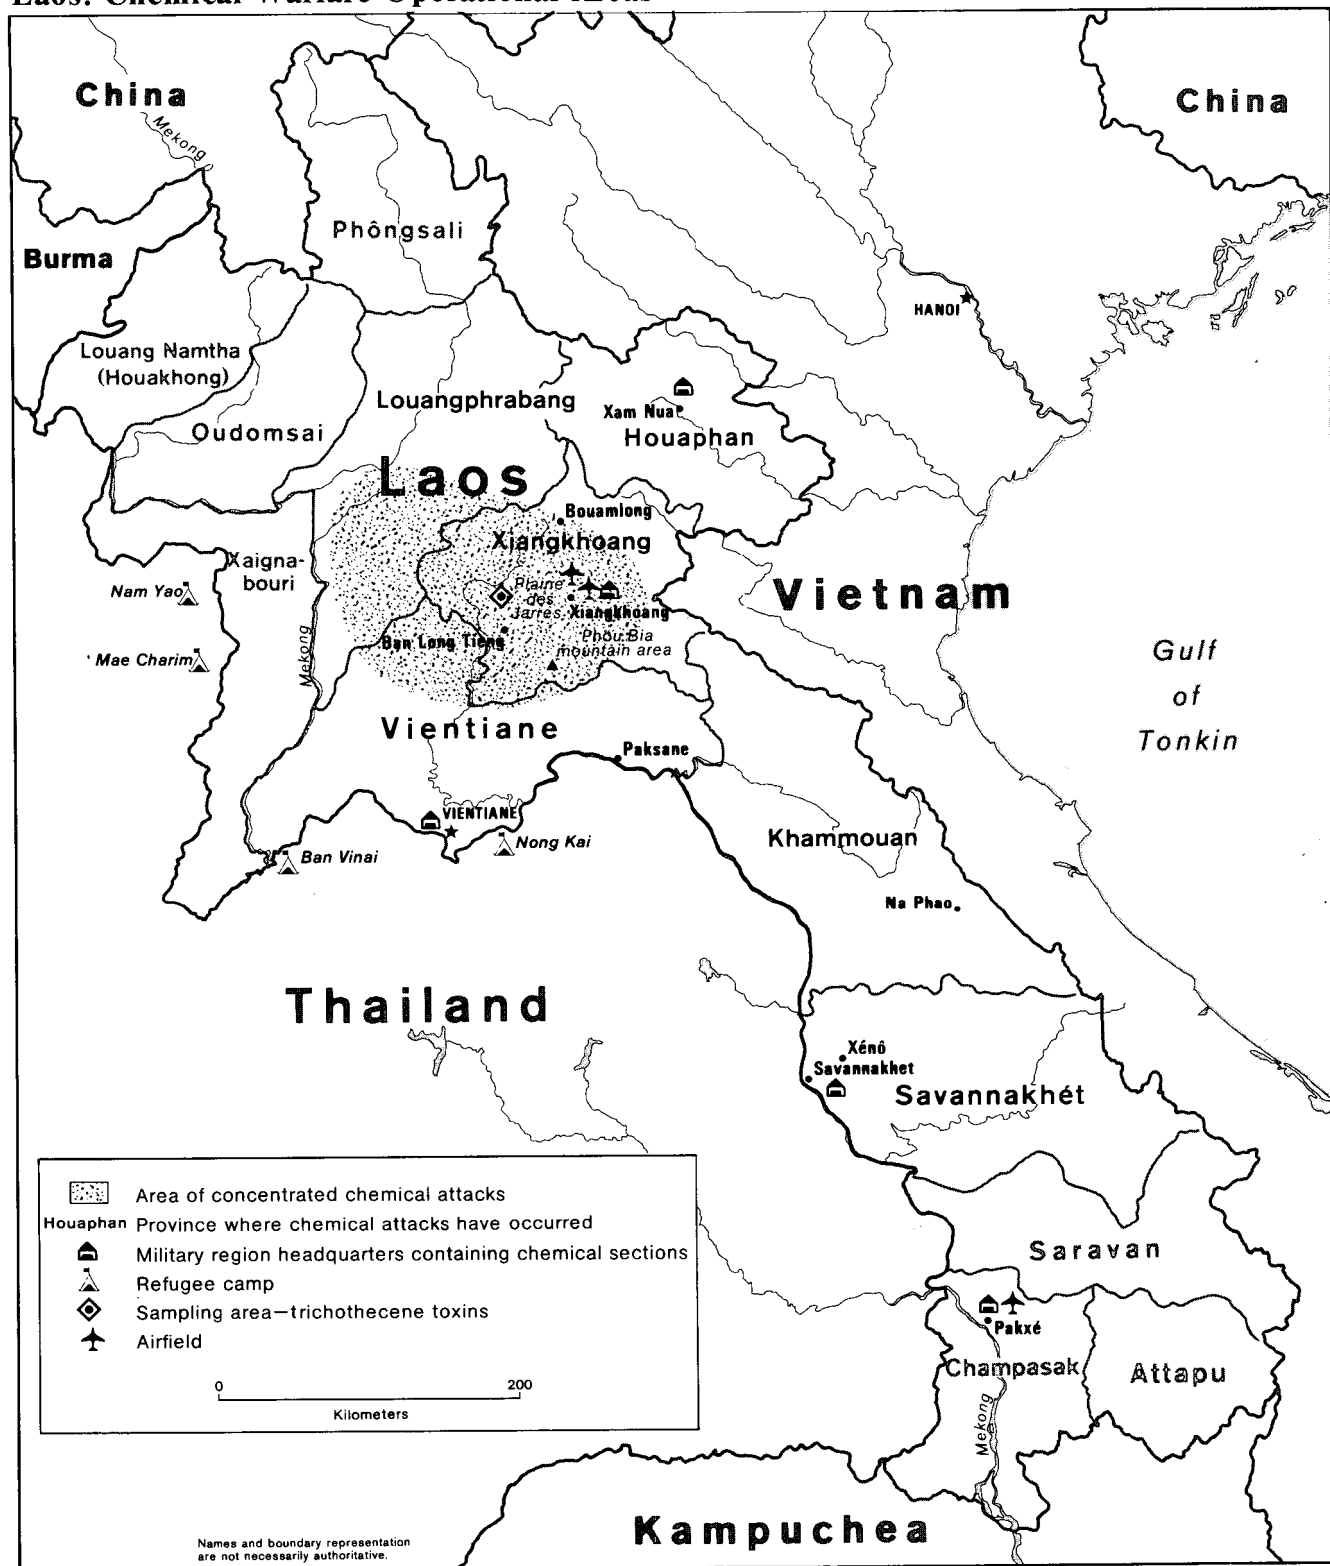 Laos: Chemical Warfare Operational Areas
China
Mekong
China
Burma
Phôngsali
HANOI
Louang Namtha
(Houakhong)
Louangphrabang
Xam Nua
Houaphan
Oudomsai
Laos
Bouamlong
Xiangkhoang
Xaigna-
bouri
Nam Yao
Plaine
des
Jarres
Xiangkhoang
Vietnam
Ban Long Tieng
Phou Bia
mountain area
Mae Charim
Mekong
Gulf
of
Tonkin
Vientiane
Paksane
VIENTIANE
Nong Kai
Ban Vinai
Khammouan
Na Phao
Thailand
Xénô
Savannakhet
Savannakhét
Area of concentrated chemical attacks
Houaphan Province where chemical attacks have occurred
Military region headquarters containing chemical sections
Refugee camp
Sampling area—trichothecene toxins
Airfield
0 200
Kilometers
Saravan
Pakxé
Champasak
Attapu
Mekong
Kampuchea
Names and boundary representation
are not necessarily authoritative.